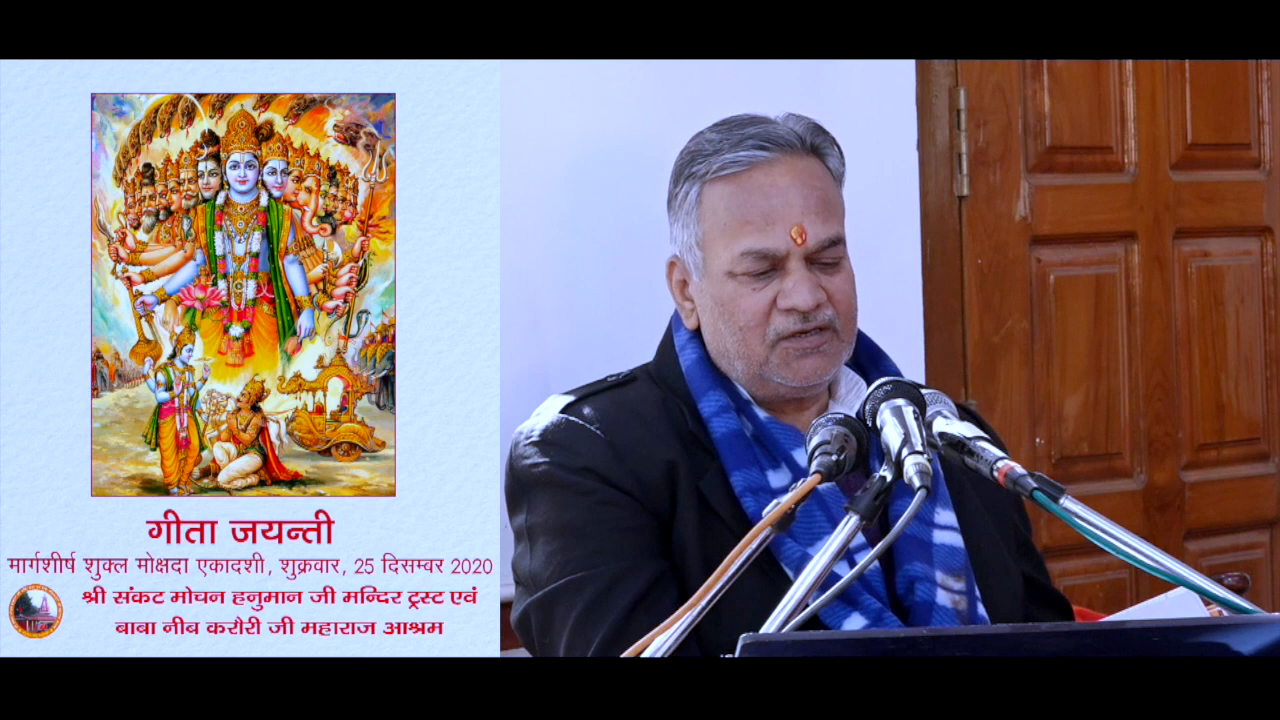 गीता जयन्ती
मार्गशीर्ष शुक्ल मोक्षदा एकादशी, शुक्रवार, 25 दिसम्वर 2020
श्री संकट मोचन हनुमान जी मन्दिर ट्रस्ट एवं
बाबा नीब करौरी जी महाराज आश्रम